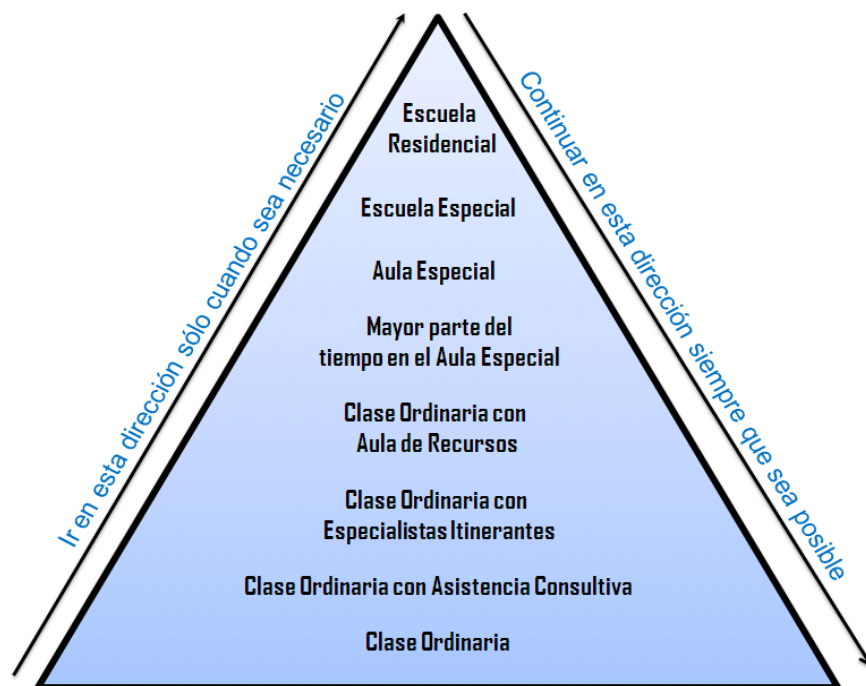 Ir en esta dirección sólo cuando sea necesario
Continuar en esta dirección siempre que sea posible
Escuela
Residencial
Escuela Especial
Aula Especial
Mayor parte del
tiempo en el Aula Especial
Clase Ordinaria con
Aula de Recursos
Clase Ordinaria con
Especialistas Itinerantes
Clase Ordinaria con Asistencia Consultiva
Clase Ordinaria